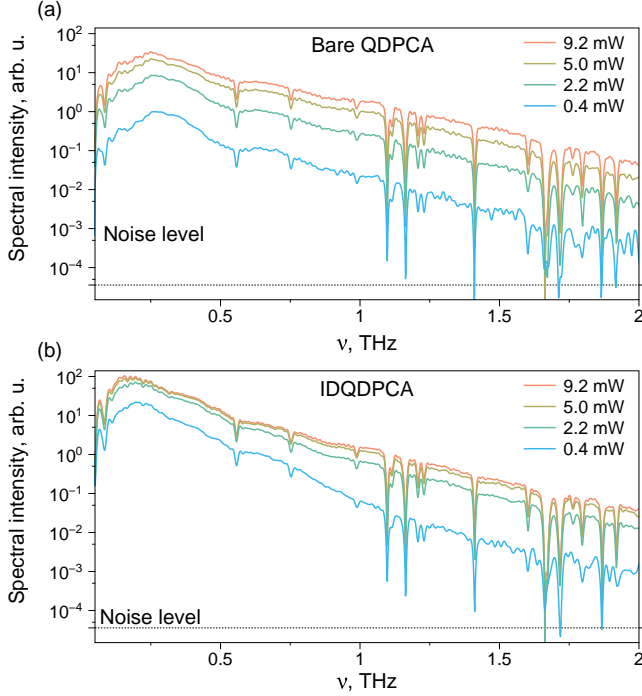 (a)
Spectral intensity, arb. u.
10²
10¹
10⁰
10⁻¹
10⁻²
10⁻³
10⁻⁴
Bare QDPCA
9.2 mW
5.0 mW
2.2 mW
0.4 mW
Noise level
0.5
1
1.5
2
ν, THz
(b)
Spectral intensity, arb. u.
10²
10¹
10⁰
10⁻¹
10⁻²
10⁻³
10⁻⁴
IDQDPCA
9.2 mW
5.0 mW
2.2 mW
0.4 mW
Noise level
0.5
1
1.5
2
ν, THz